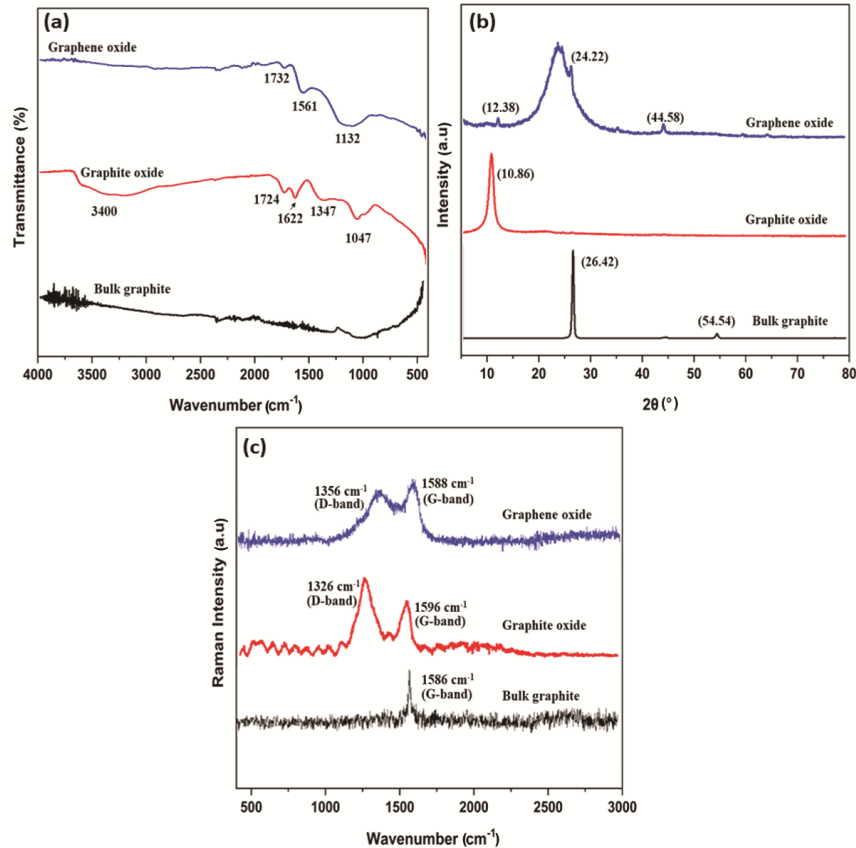 (a)
Graphene oxide
1732
1561
1132
Graphite oxide
3400
1724
1622
1347
1047
Bulk graphite
Transmittance (%)
4000 3500 3000 2500 2000 1500 1000 500
Wavenumber (cm-1)
(b)
(24.22)
(12.38)
(44.58)
Graphene oxide
(10.86)
Graphite oxide
(26.42)
(54.54)
Bulk graphite
Intensity (a.u)
10 20 30 40 50 60 70 80
2θ (°)
(c)
1356 cm-1
(D-band)
1588 cm-1
(G-band)
Graphene oxide
1326 cm-1
(D-band)
1596 cm-1
(G-band)
Graphite oxide
1586 cm-1
(G-band)
Bulk graphite
Raman Intensity (a.u)
500 1000 1500 2000 2500 3000
Wavenumber (cm-1)